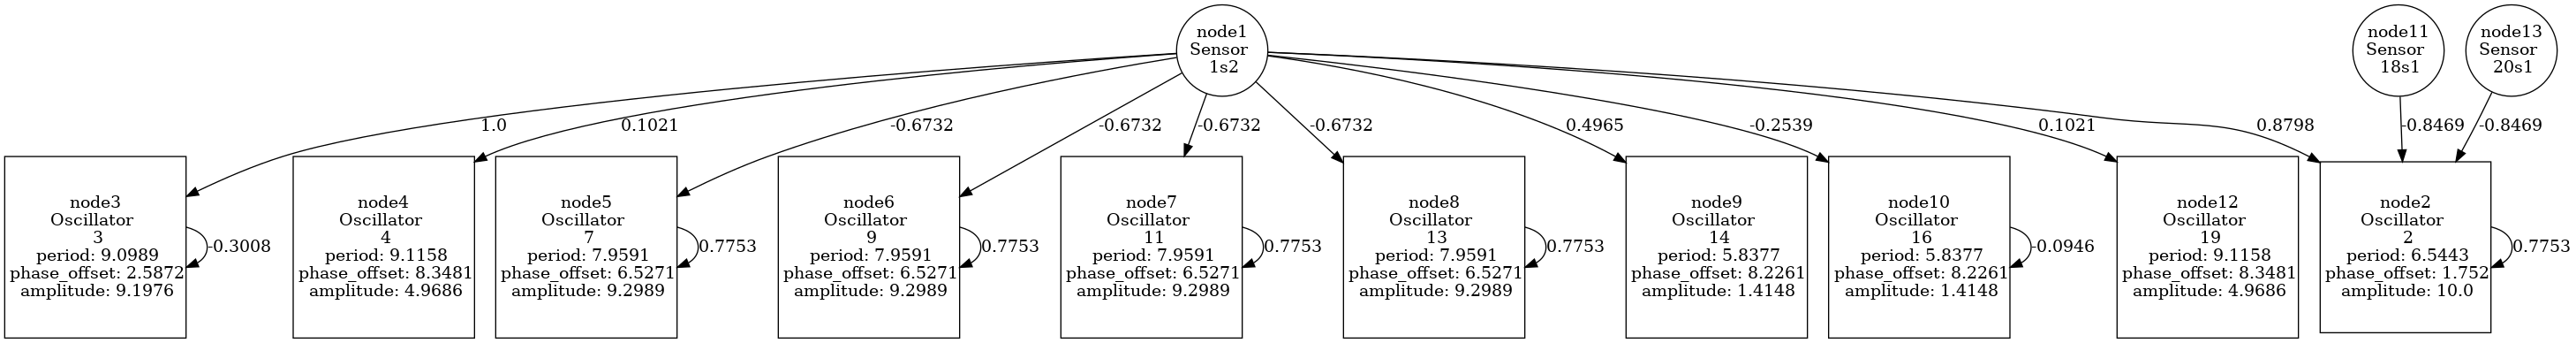 node1
Sensor
1s2
node11
Sensor
18s1
node13
Sensor
20s1
1.0
0.1021
-0.6732
-0.6732
-0.6732
-0.6732
0.4965
-0.2539
0.1021
0.8798
-0.8469
-0.8469
node3
Oscillator
3
period: 9.0989
phase_offset: 2.5872
amplitude: 9.1976
-0.3008
node4
Oscillator
4
period: 9.1158
phase_offset: 8.3481
amplitude: 4.9686
node5
Oscillator
7
period: 7.9591
phase_offset: 6.5271
amplitude: 9.2989
0.7753
node6
Oscillator
9
period: 7.9591
phase_offset: 6.5271
amplitude: 9.2989
0.7753
node7
Oscillator
11
period: 7.9591
phase_offset: 6.5271
amplitude: 9.2989
0.7753
node8
Oscillator
13
period: 7.9591
phase_offset: 6.5271
amplitude: 9.2989
0.7753
node9
Oscillator
14
period: 5.8377
phase_offset: 8.2261
amplitude: 1.4148
node10
Oscillator
16
period: 5.8377
phase_offset: 8.2261
amplitude: 1.4148
-0.0946
node12
Oscillator
19
period: 9.1158
phase_offset: 8.3481
amplitude: 4.9686
node2
Oscillator
2
period: 6.5443
phase_offset: 1.752
amplitude: 10.0
0.7753